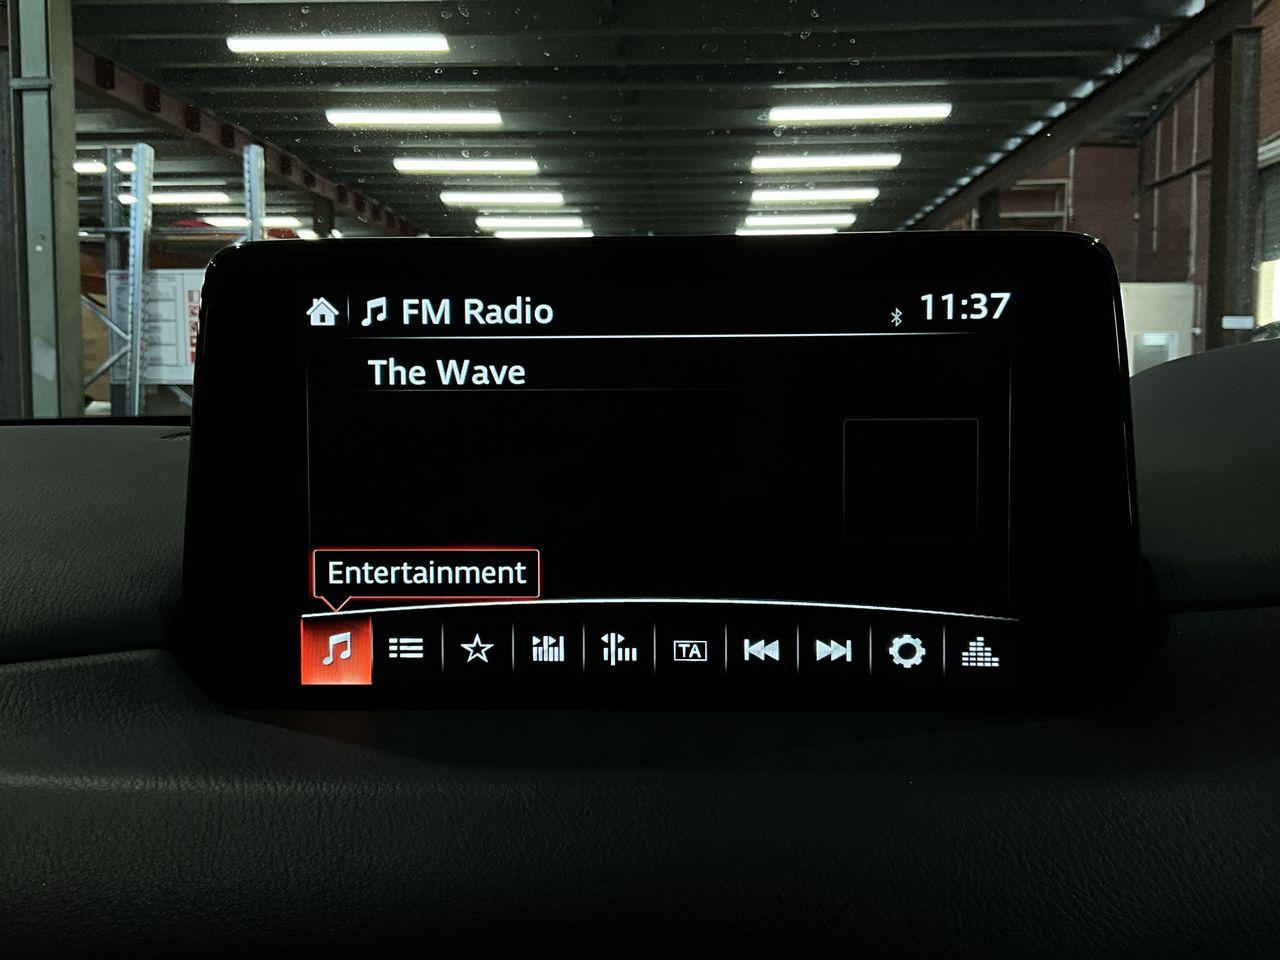 FM Radio
11:37
The Wave
Entertainment
TA